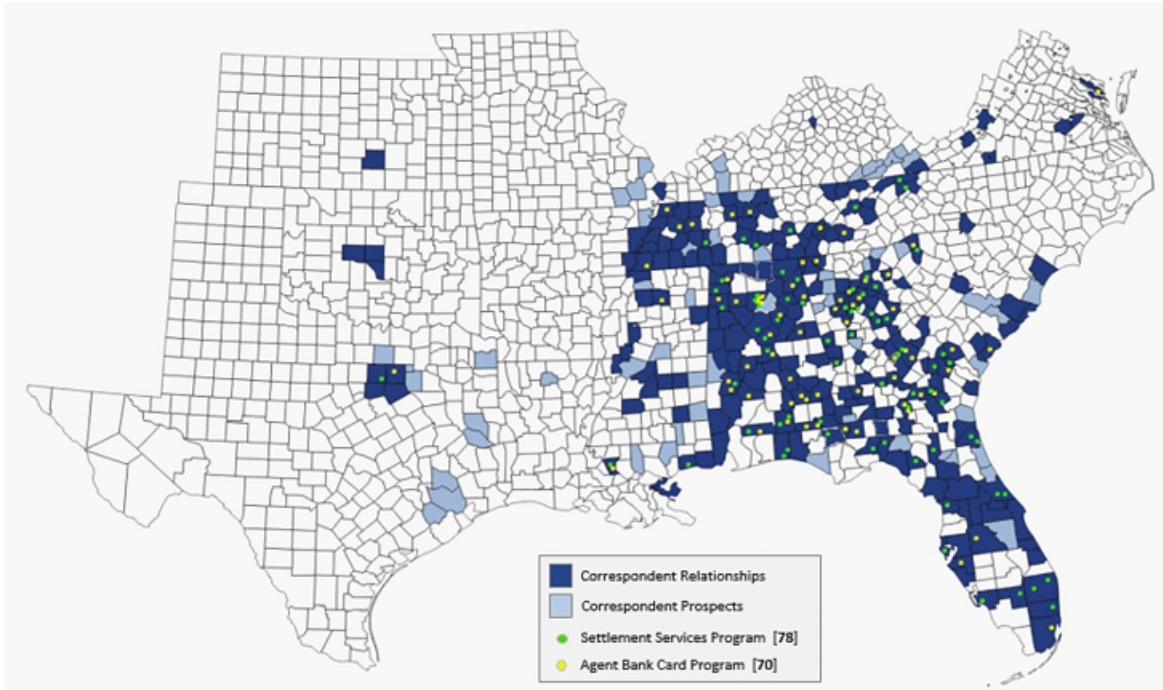 Correspondent Relationships
Correspondent Prospects
Settlement Services Program [78]
Agent Bank Card Program [70]